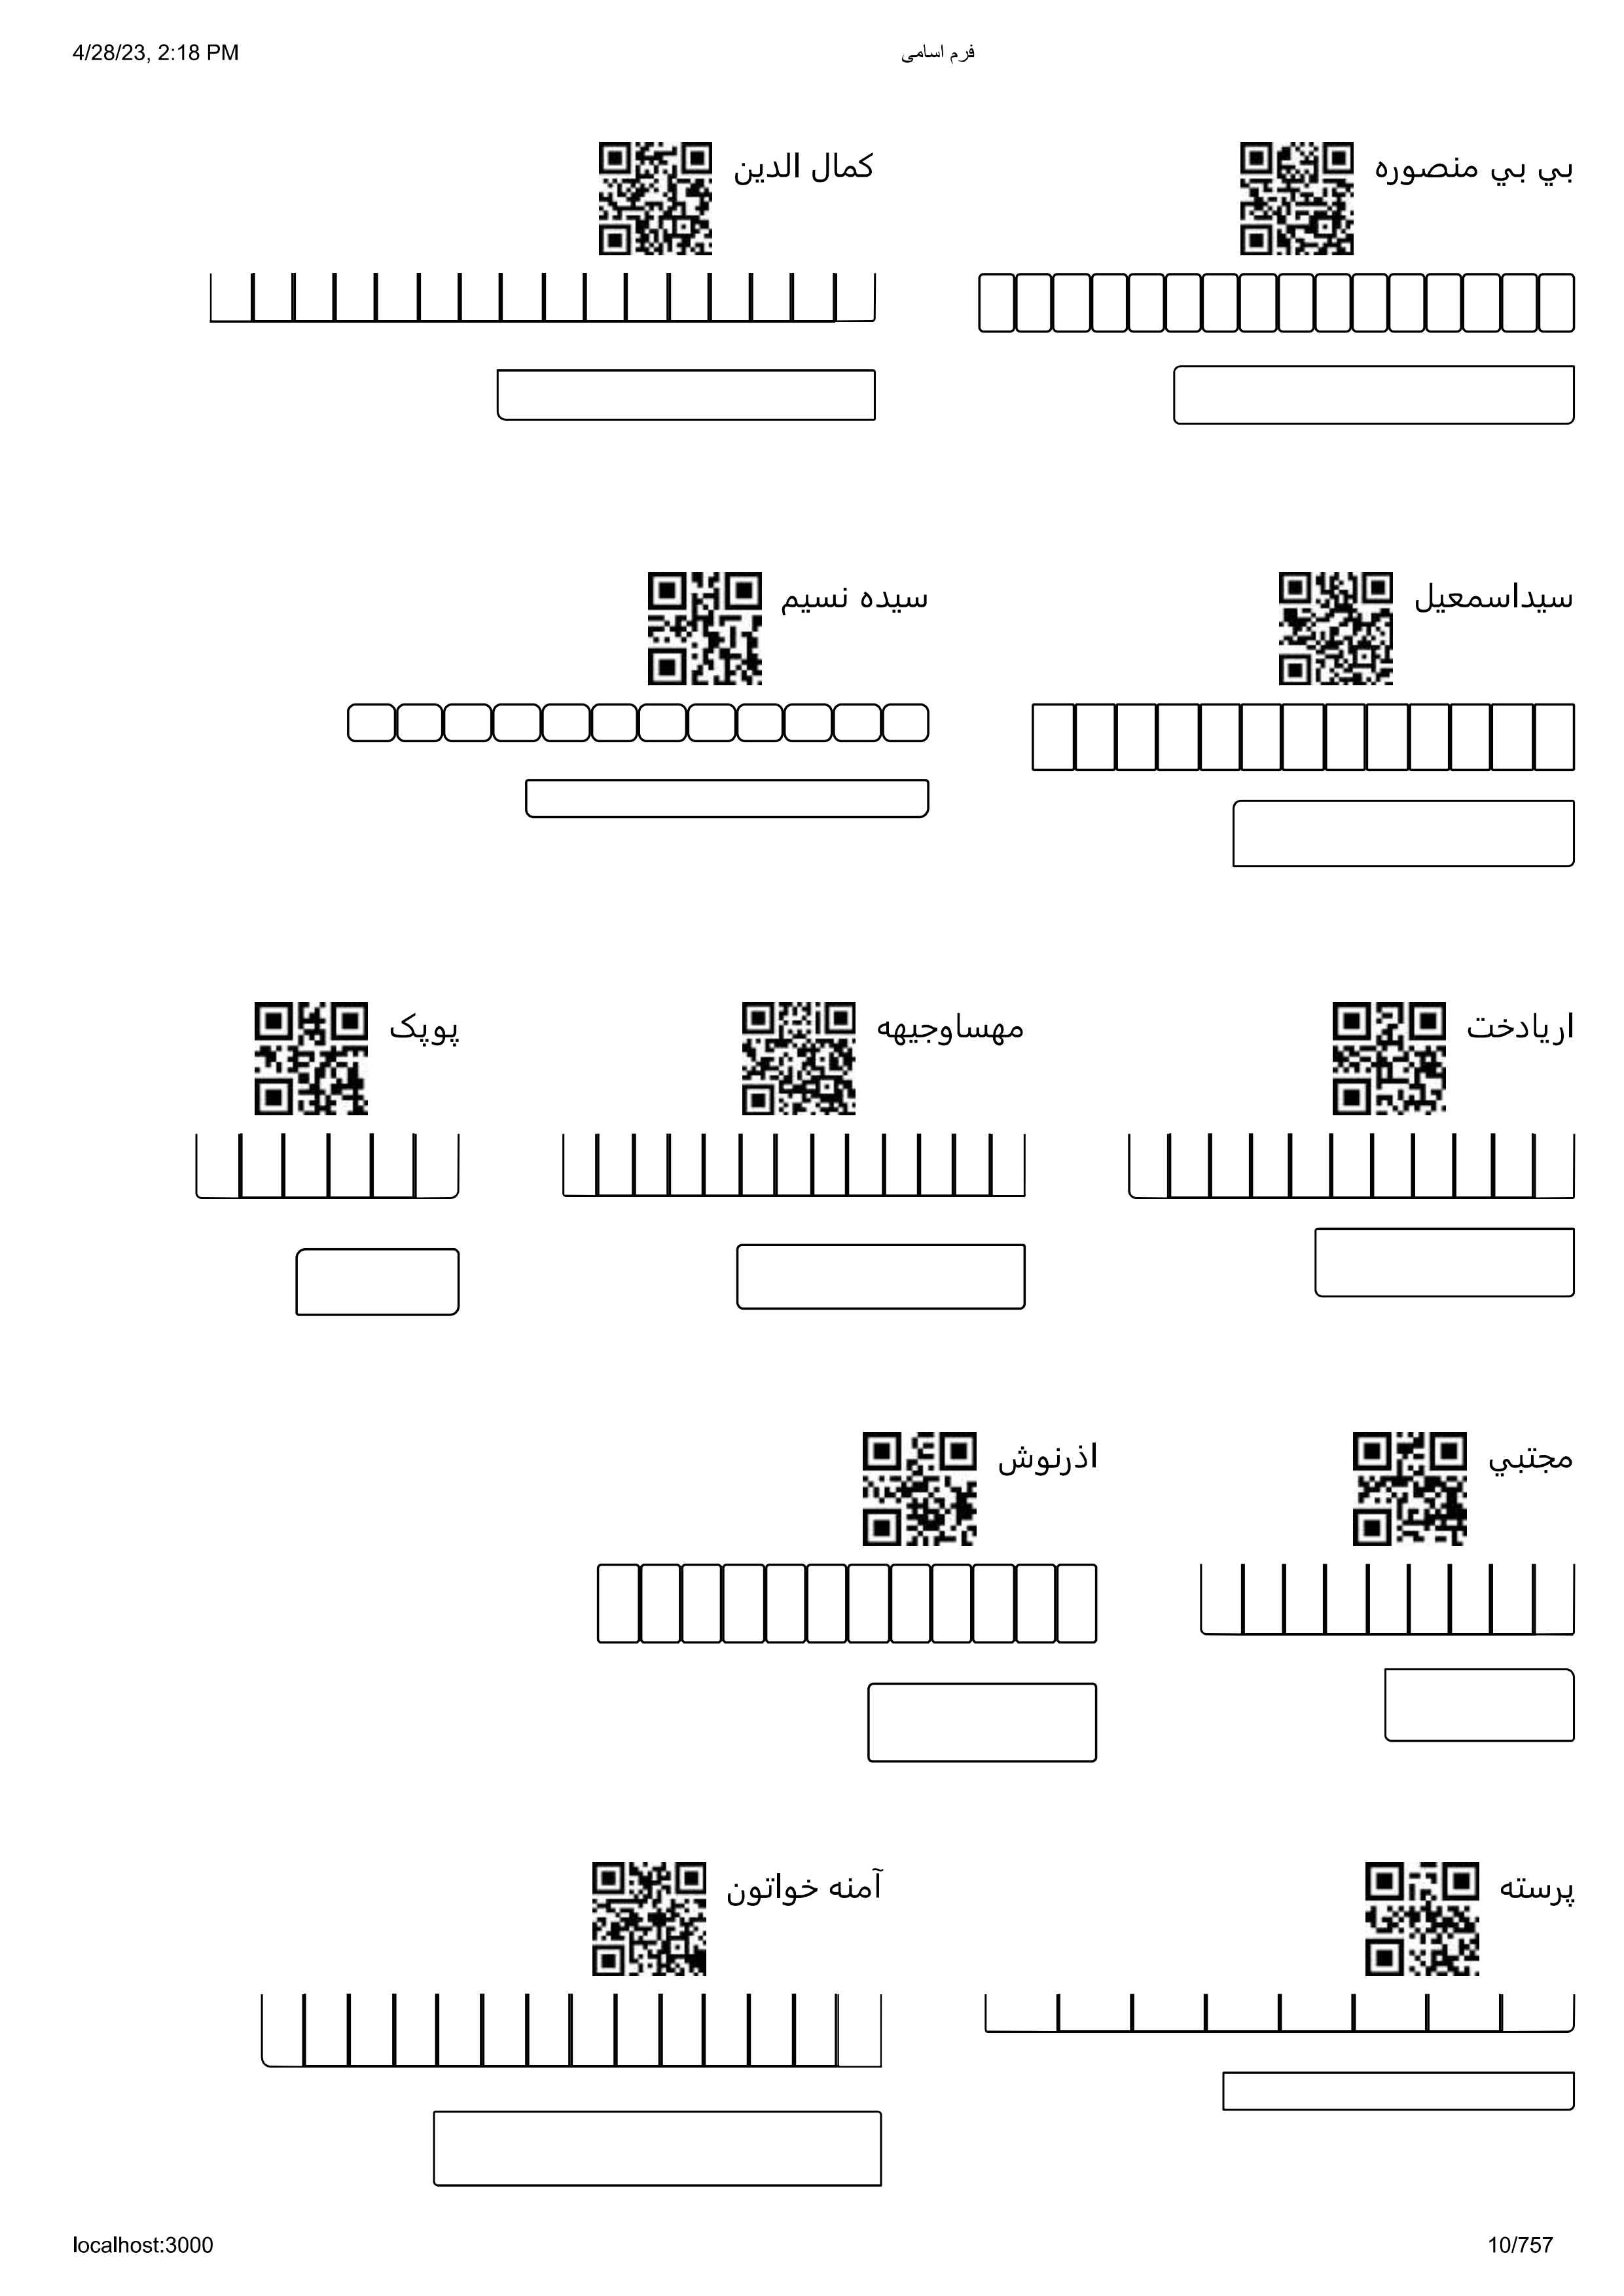 4/28/23, 2:18 PM
فرم اسامی
بي بي منصوره
كمال الدين
سيداسمعيل
سيده نسيم
اريادخت
مهساوجيهه
پوپک
مجتبي
اذرنوش
پرسته
آمنه خواتون
localhost:3000
10/757